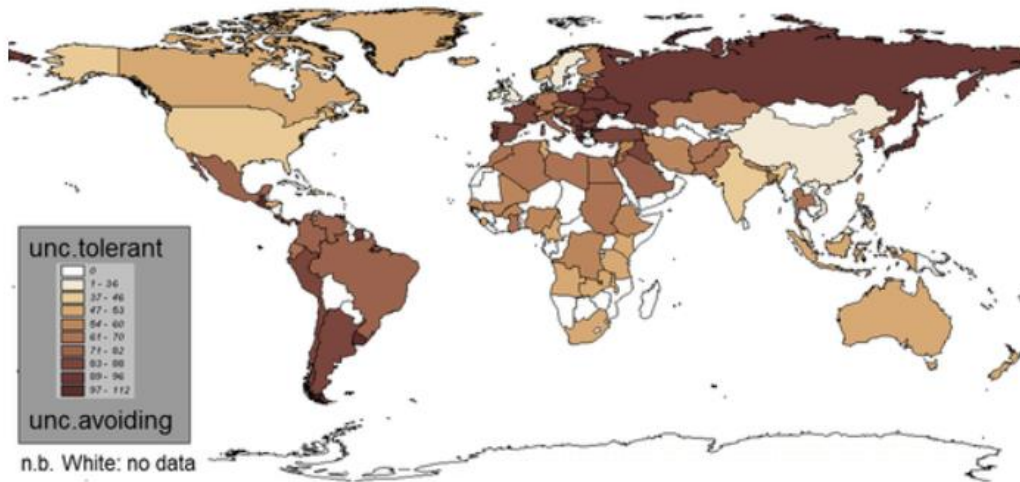 unc.tolerant
0
1 - 36
37 - 46
47 - 53
54 - 60
61 - 70
71 - 82
83 - 88
89 - 96
97 - 112
unc.avoiding
n.b. White: no data